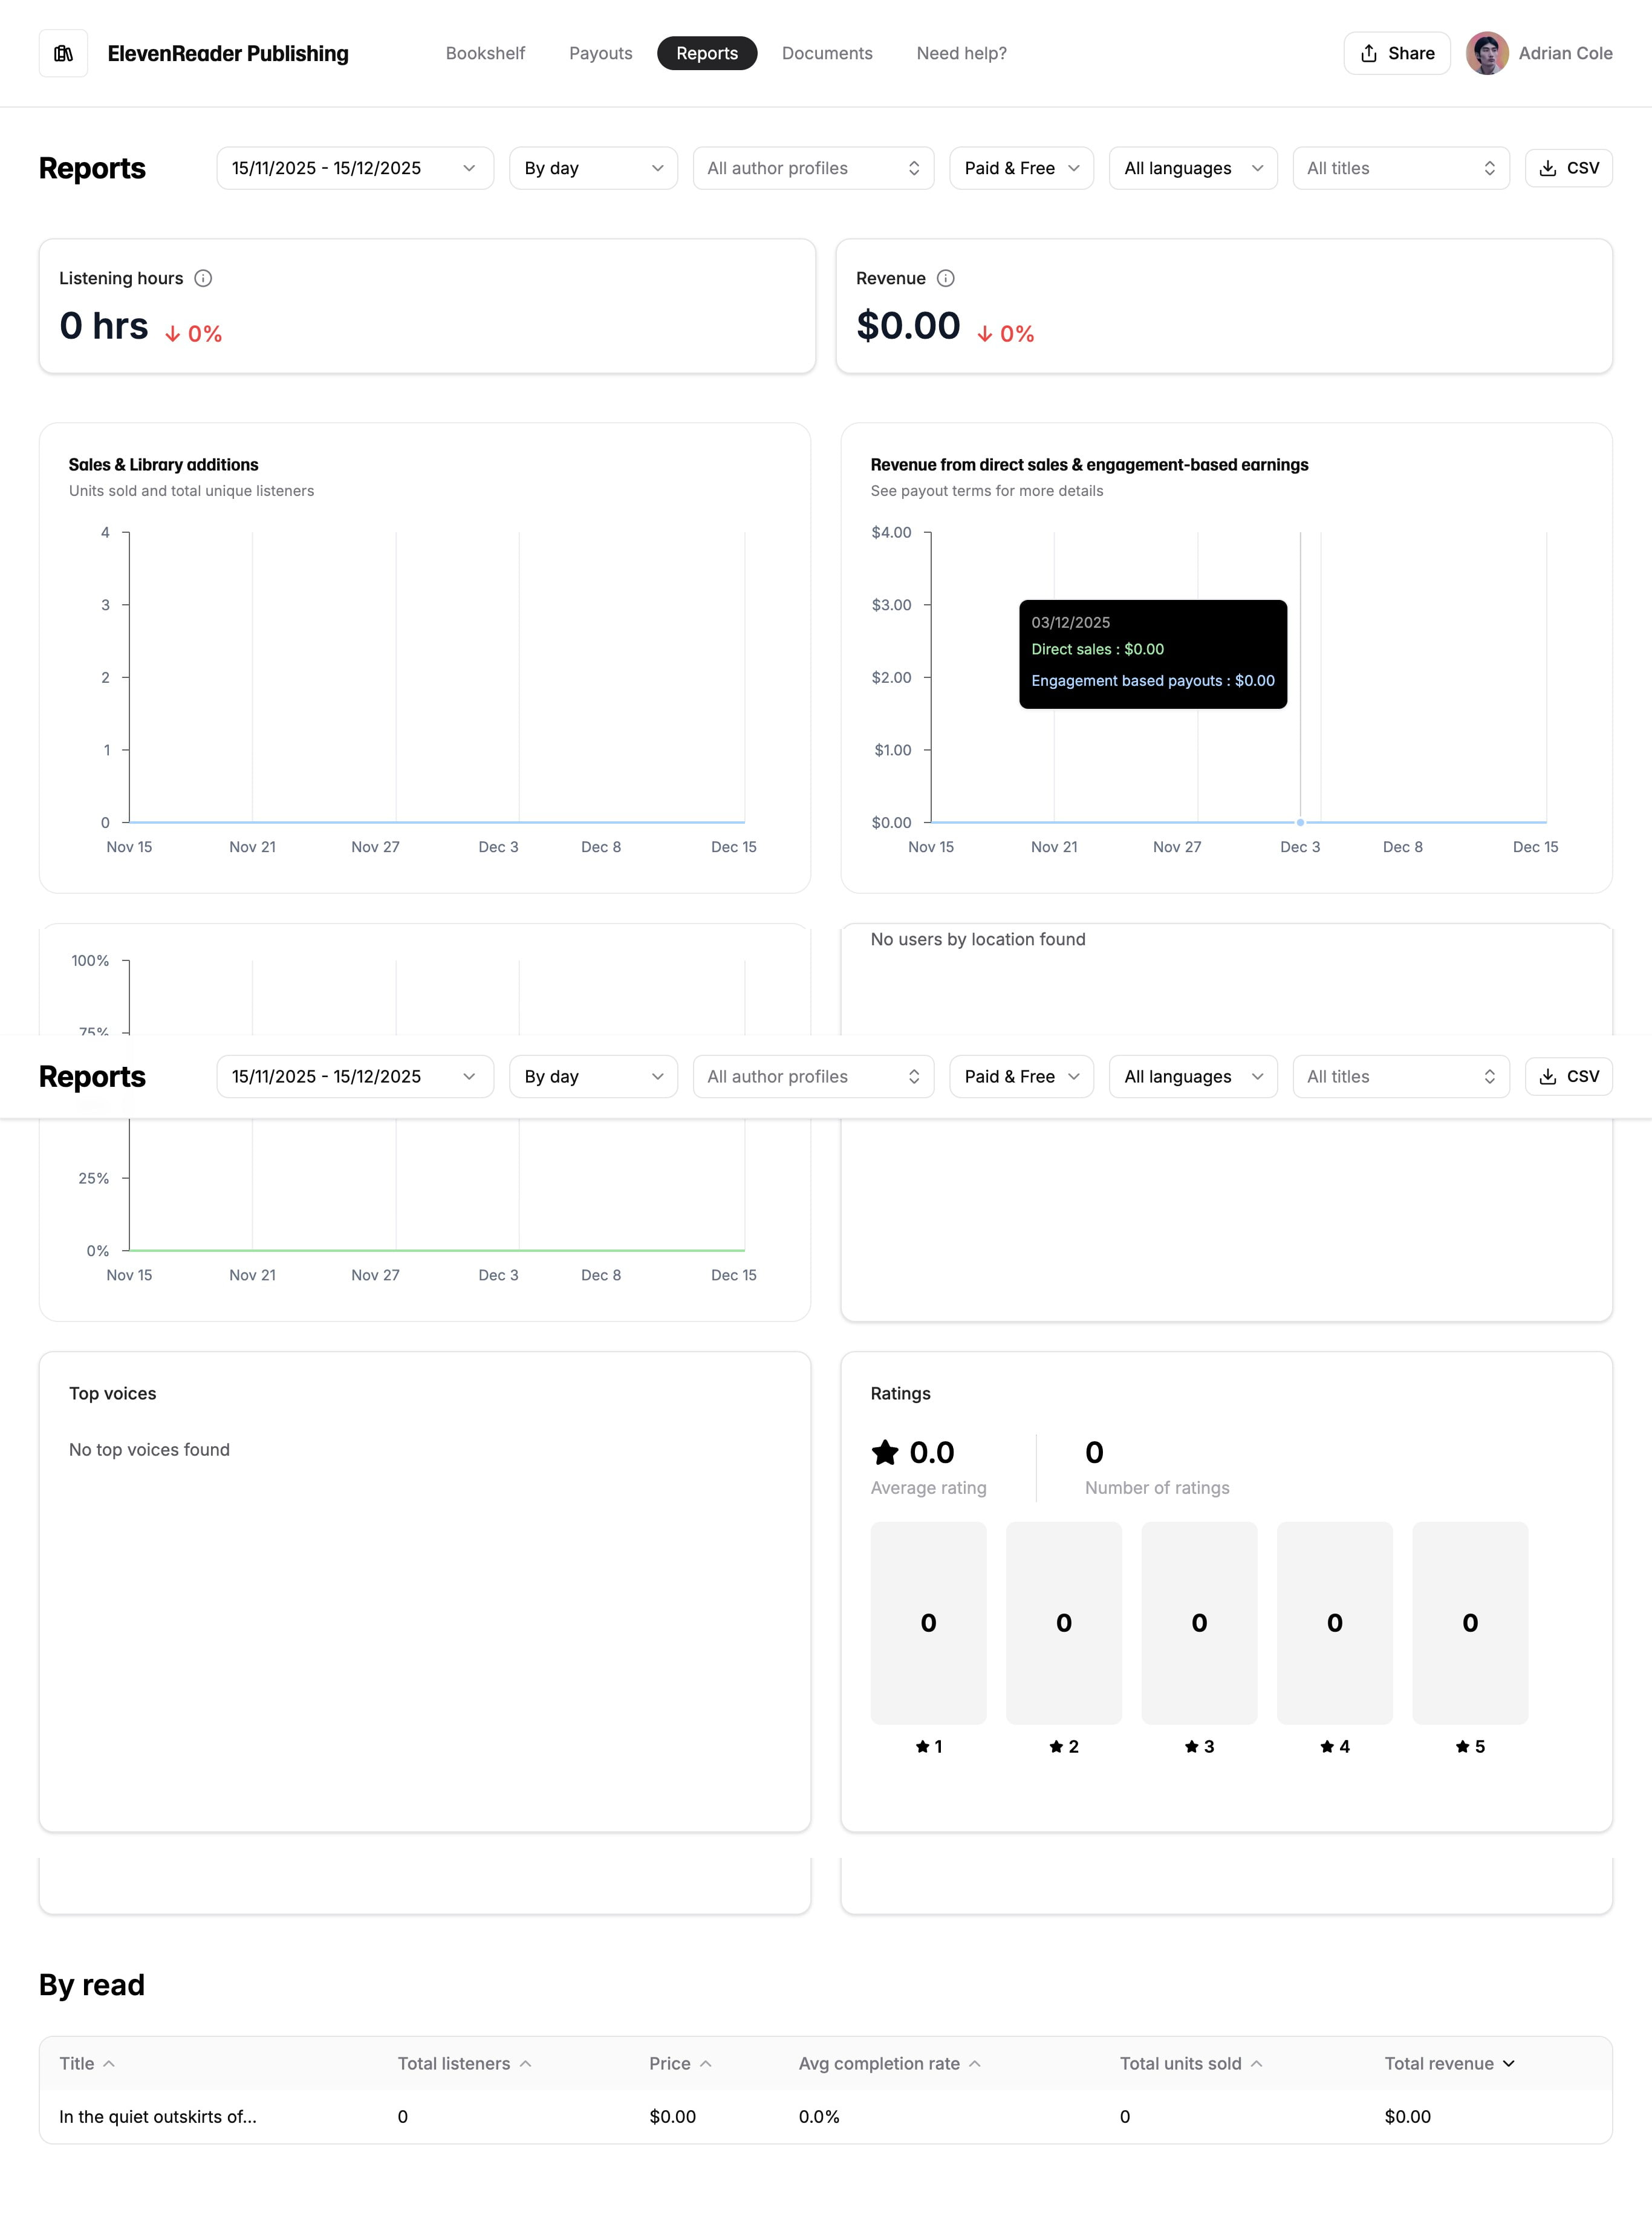 ElevenReader Publishing
Bookshelf
Payouts
Reports
Documents
Need help?
Share
Adrian Cole
Reports
15/11/2025 - 15/12/2025
By day
All author profiles
Paid & Free
All languages
All titles
CSV
Listening hours
0 hrs ↓ 0%
Revenue
$0.00 ↓ 0%
Sales & Library additions
Units sold and total unique listeners
4
3
2
1
0
Nov 15 Nov 21 Nov 27 Dec 3 Dec 8 Dec 15
Revenue from direct sales & engagement-based earnings
See payout terms for more details
$4.00
$3.00
$2.00
$1.00
$0.00
03/12/2025
Direct sales : $0.00
Engagement based payouts : $0.00
Nov 15 Nov 21 Nov 27 Dec 3 Dec 8 Dec 15
100%
75%
No users by location found
Reports
15/11/2025 - 15/12/2025
By day
All author profiles
Paid & Free
All languages
All titles
CSV
25%
0%
Nov 15 Nov 21 Nov 27 Dec 3 Dec 8 Dec 15
Top voices
No top voices found
Ratings
★ 0.0
Average rating
0
Number of ratings
0 0 0 0 0
★ 1 ★ 2 ★ 3 ★ 4 ★ 5
By read
Title Total listeners Price Avg completion rate Total units sold Total revenue
In the quiet outskirts of... 0 $0.00 0.0% 0 $0.00